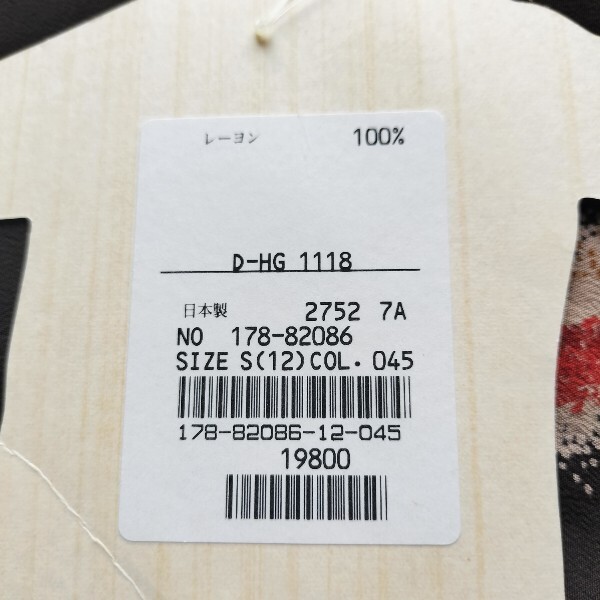 レーヨン 100%
D-HG 1118
日本製 2752 7A
NO 178-82086
SIZE S(12)COL. 045
178-82086-12-045
19800